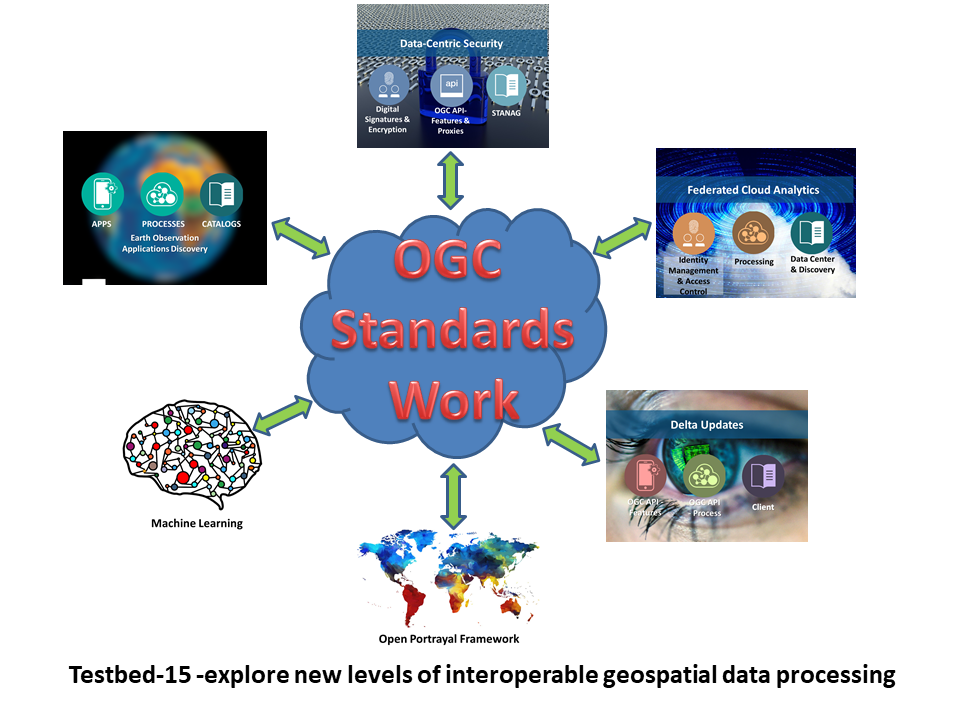 Data-Centric Security
Digital
Signatures &
Encryption
api
OGC API-
Features &
Proxies
STANAG
APPS
PROCESSES
CATALOGS
Earth Observation
Applications Discovery
Federated Cloud Analytics
Identity
Management
& Access
Control
Processing
Data Center
& Discovery
OGC
Standards
Work
Delta Updates
OGC API -
Features
OGC API
- Process
Client
Machine Learning
Open Portrayal Framework
Testbed-15 -explore new levels of interoperable geospatial data processing